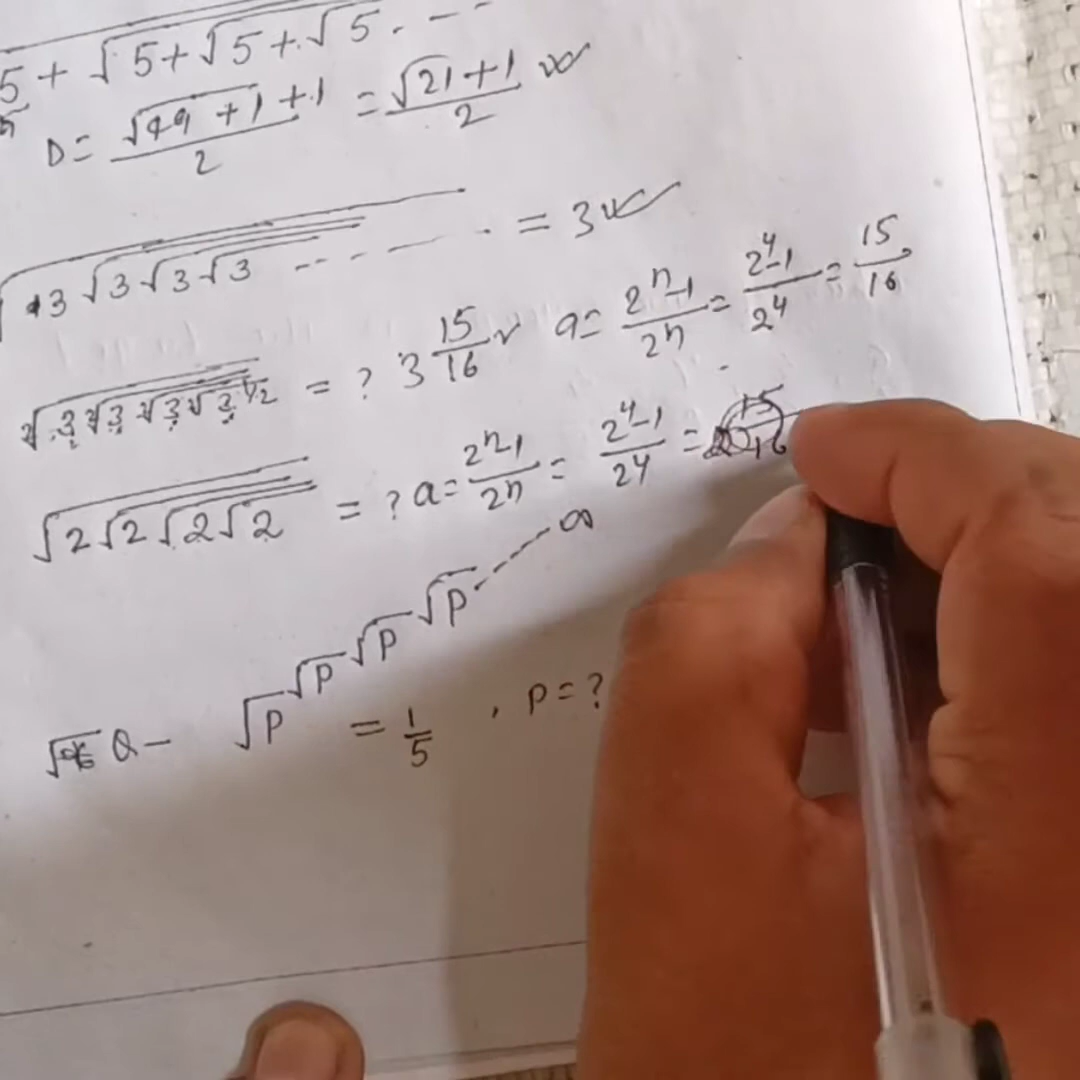 5 + √5 + √5 + √5 . - - -
D = √49 + 1 + 1 / 2 = √21 + 1 / 2
√3√3√3√3 - - - - - - = 3
√3√3√3√3 1/2 = ? 3 15/16 a = 2^n-1 / 2^n = 2^4-1 / 2^4 = 15/16
√2√2√2√2 = ? a = 2^n-1 / 2^n = 2^4-1 / 2^4 = 15/16
Q - √p^√p^√p^√p - - - - ∞ = 1/5 , p = ?